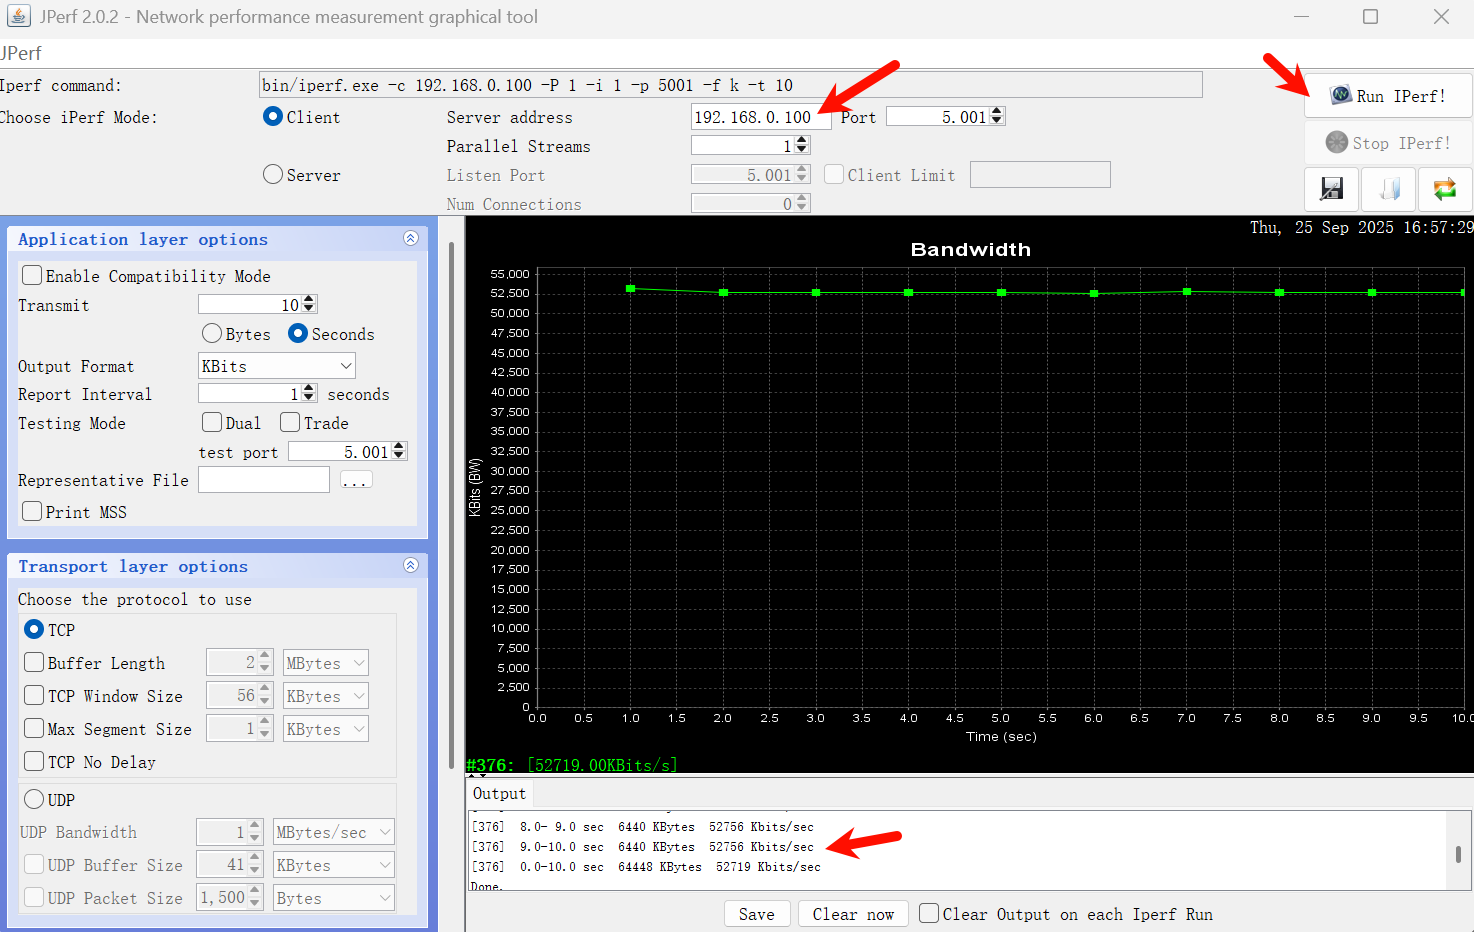 JPerf 2.0.2 - Network performance measurement graphical tool
JPerf
Iperf command: bin/iperf.exe -c 192.168.0.100 -P 1 -i 1 -p 5001 -f k -t 10
Choose iPerf Mode: Client Server address 192.168.0.100 Port 5.001
Parallel Streams 1
Server Listen Port 5.001 Client Limit
Num Connections 0
Run IPerf!
Stop IPerf!
Application layer options
Enable Compatibility Mode
Transmit 10
Bytes Seconds
Output Format KBits
Report Interval 1 seconds
Testing Mode Dual Trade
test port 5.001
Representative File ...
Print MSS
Transport layer options
Choose the protocol to use
TCP
Buffer Length 2 MBytes
TCP Window Size 56 KBytes
Max Segment Size 1 KBytes
TCP No Delay
UDP
UDP Bandwidth 1 MBytes/sec
UDP Buffer Size 41 KBytes
UDP Packet Size 1,500 Bytes
Thu, 25 Sep 2025 16:57:29
Bandwidth
55,000
52,500
50,000
47,500
45,000
42,500
40,000
37,500
35,000
32,500
30,000
27,500
25,000
22,500
20,000
17,500
15,000
12,500
10,000
7,500
5,000
2,500
0
KBits (BW)
0.0 0.5 1.0 1.5 2.0 2.5 3.0 3.5 4.0 4.5 5.0 5.5 6.0 6.5 7.0 7.5 8.0 8.5 9.0 9.5 10.0
Time (sec)
#376: [52719.00KBits/s]
Output
[376] 8.0- 9.0 sec 6440 KBytes 52756 Kbits/sec
[376] 9.0-10.0 sec 6440 KBytes 52756 Kbits/sec
[376] 0.0-10.0 sec 64448 KBytes 52719 Kbits/sec
Done.
Save Clear now Clear Output on each Iperf Run